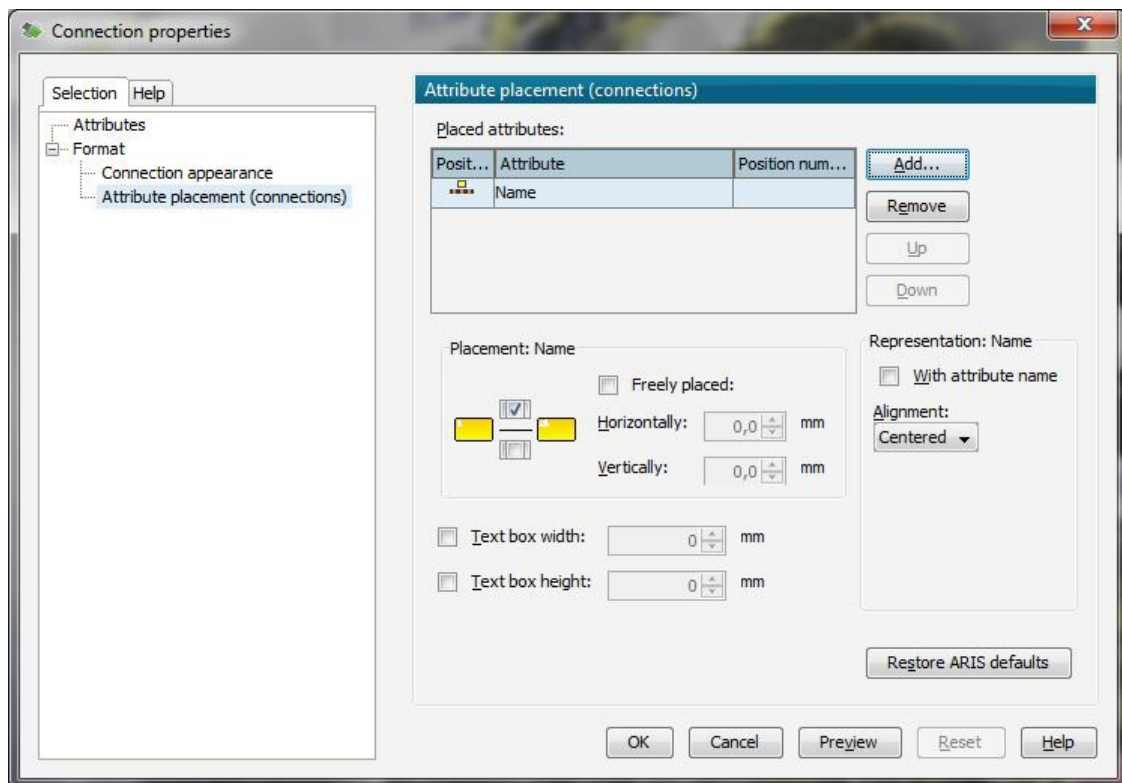 Connection properties
Selection Help
Attributes
Format
Connection appearance
Attribute placement (connections)
Attribute placement (connections)
Placed attributes:
Posit... Attribute Position num...
Name
Add...
Remove
Up
Down
Placement: Name
Freely placed:
Horizontally: 0,0 mm
Vertically: 0,0 mm
Representation: Name
With attribute name
Alignment:
Centered
Text box width: 0 mm
Text box height: 0 mm
Restore ARIS defaults
OK Cancel Preview Reset Help